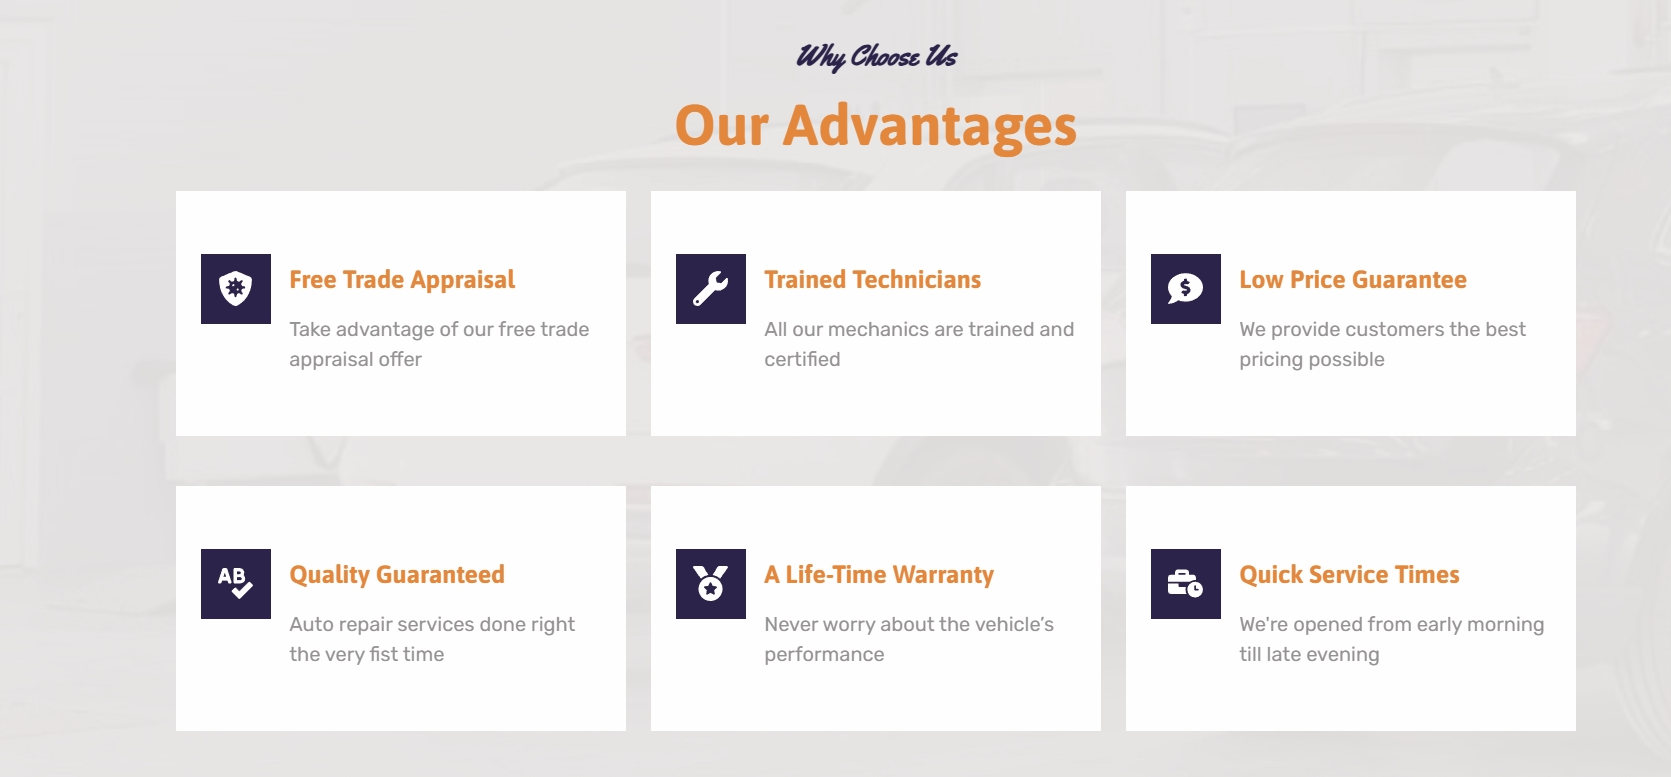 Why Choose Us
Our Advantages
Free Trade Appraisal
Take advantage of our free trade
appraisal offer
Trained Technicians
All our mechanics are trained and
certified
Low Price Guarantee
We provide customers the best
pricing possible
AB
Quality Guaranteed
Auto repair services done right
the very fist time
A Life-Time Warranty
Never worry about the vehicle's
performance
Quick Service Times
We're opened from early morning
till late evening